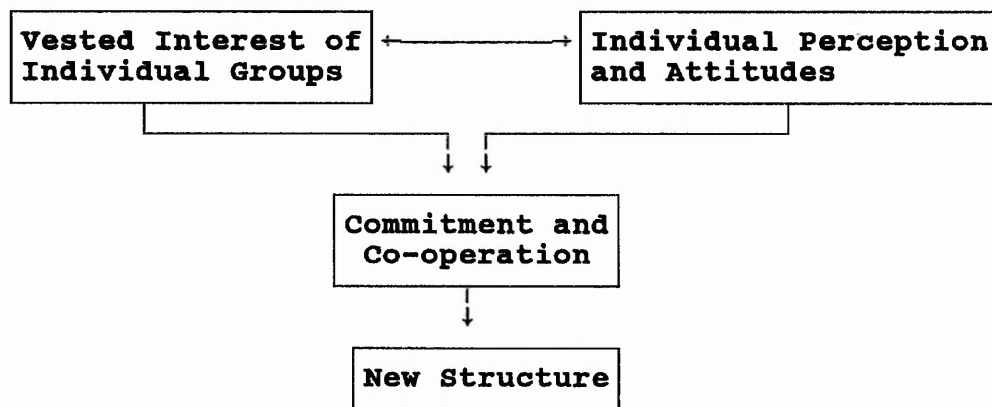 Vested Interest of
Individual Groups
Individual Perception
and Attitudes
Commitment and
Co-operation
New Structure